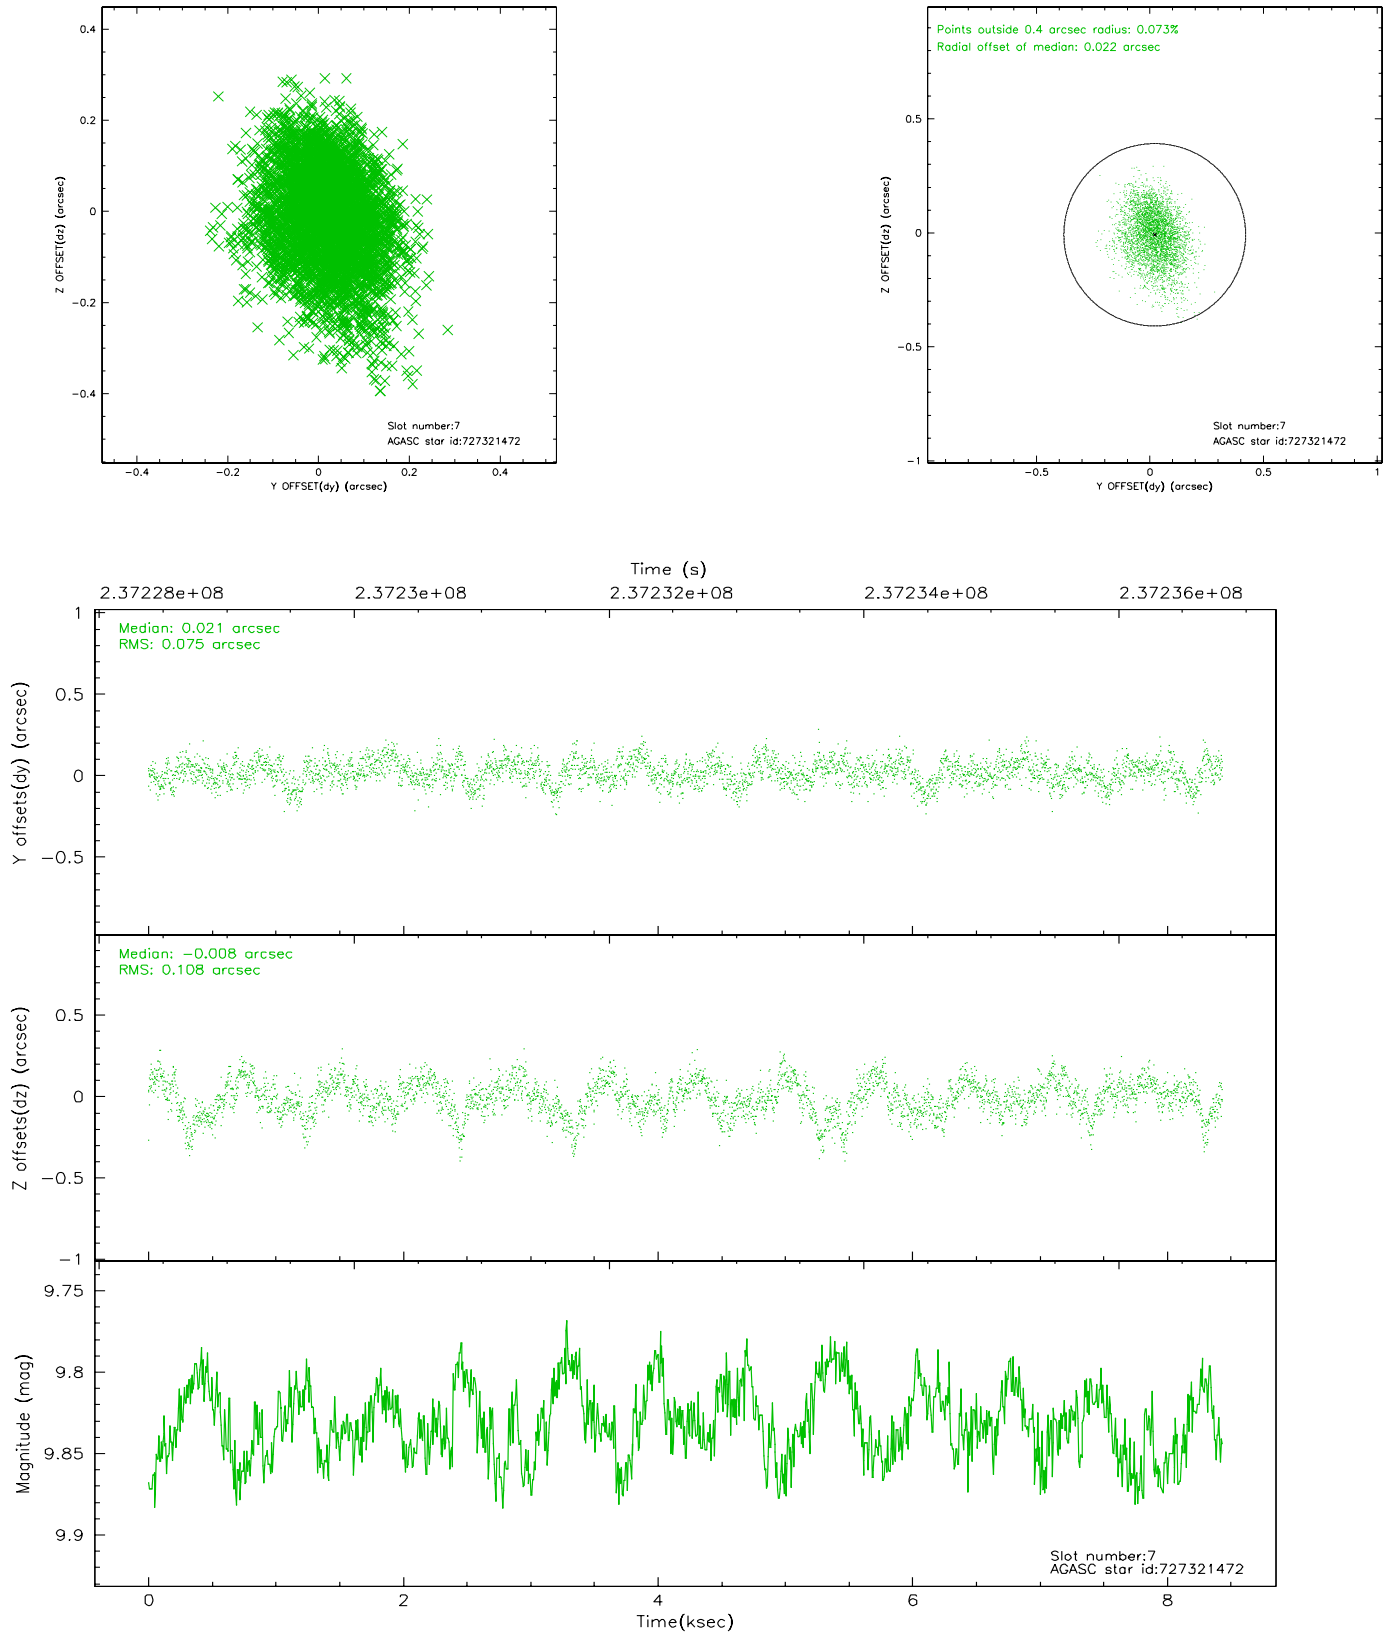 0.4
0.2
0
−0.2
−0.4
Z OFFSET(dz) (arcsec)
Slot number:7
AGASC star id:727321472
−0.4 −0.2 0 0.2 0.4
Y OFFSET(dy) (arcsec)
Points outside 0.4 arcsec radius: 0.073%
Radial offset of median: 0.022 arcsec
0.5
0
−0.5
−1
Z OFFSET(dz) (arcsec)
Slot number:7
AGASC star id:727321472
−0.5 0 0.5 1
Y OFFSET(dy) (arcsec)
Time (s)
2.37228e+08 2.3723e+08 2.37232e+08 2.37234e+08 2.37236e+08
Median: 0.021 arcsec
RMS: 0.075 arcsec
1
0.5
0
−0.5
Y offsets(dy) (arcsec)
Median: −0.008 arcsec
RMS: 0.108 arcsec
0.5
0
−0.5
−1
Z offsets(dz) (arcsec)
9.75
9.8
9.85
9.9
Magnitude (mag)
Slot number:7
AGASC star id:727321472
0 2 4 6 8
Time(ksec)